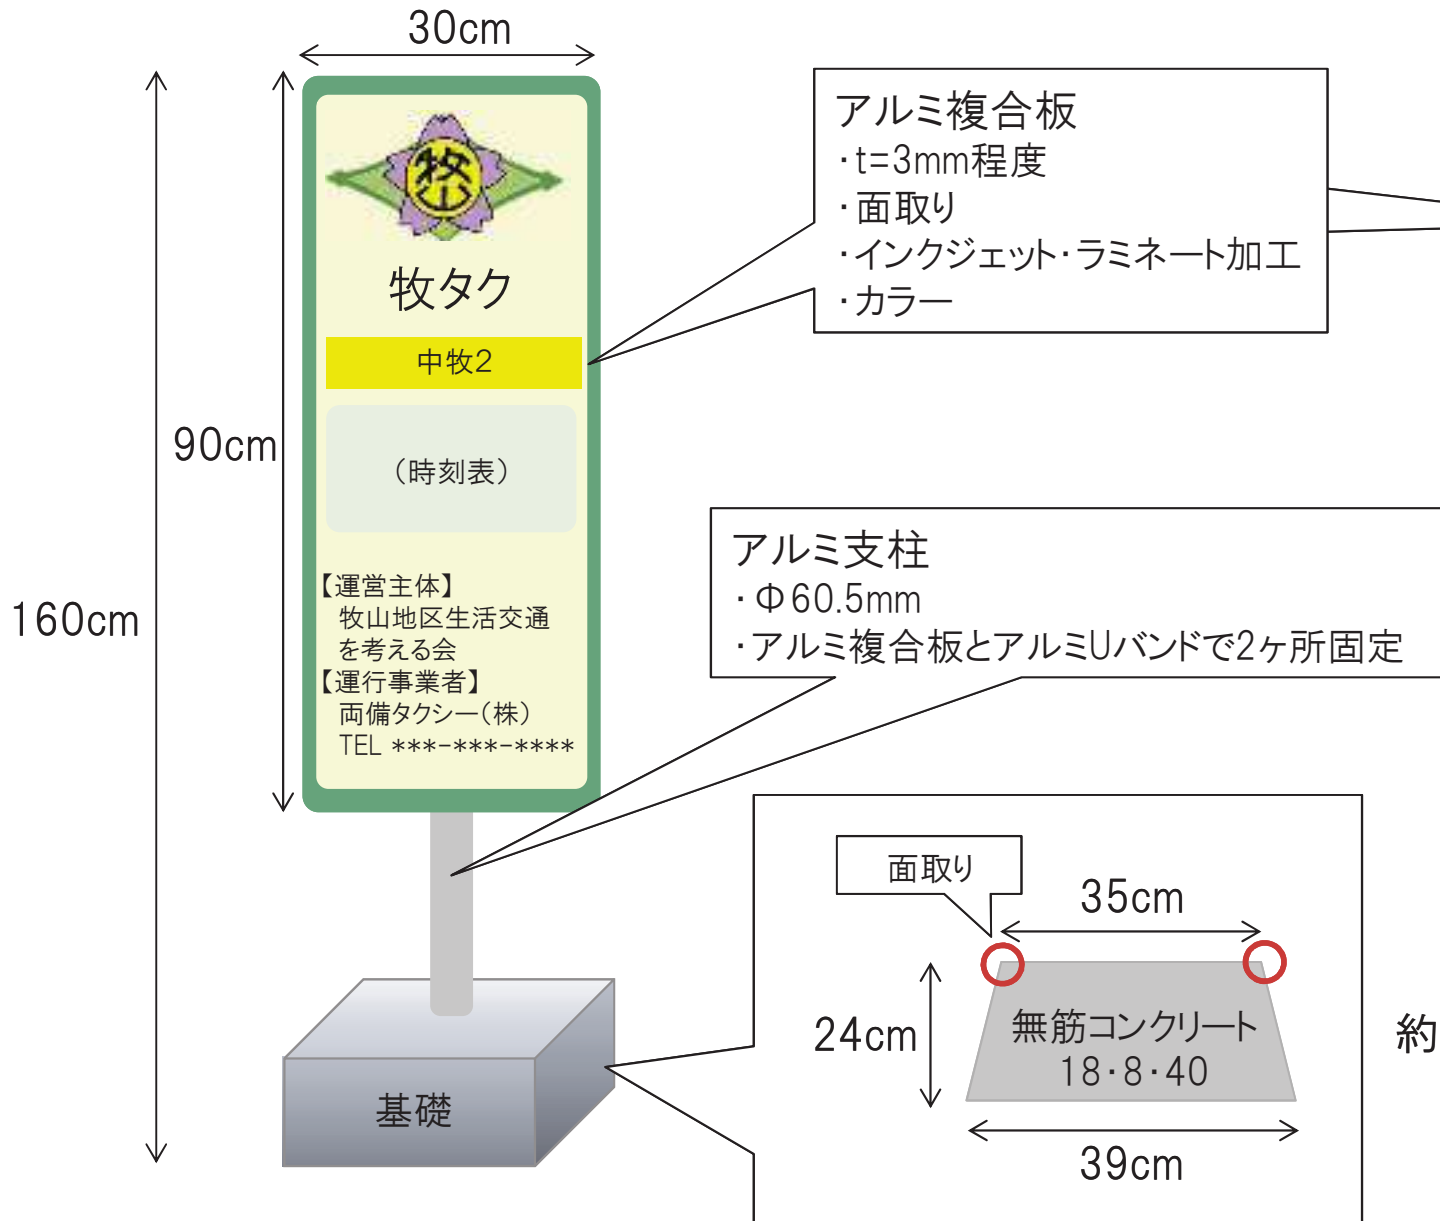 30cm
160cm
90cm
牧山
牧タク
中牧2
（時刻表）
【運営主体】
牧山地区生活交通
を考える会
【運行事業者】
両備タクシー（株）
TEL ***-***-****
基礎
アルミ複合板
・t=3mm程度
・面取り
・インクジェット・ラミネート加工
・カラー
アルミ支柱
・Φ60.5mm
・アルミ複合板とアルミUバンドで2ヶ所固定
面取り
35cm
24cm
無筋コンクリート
18・8・40
39cm
約